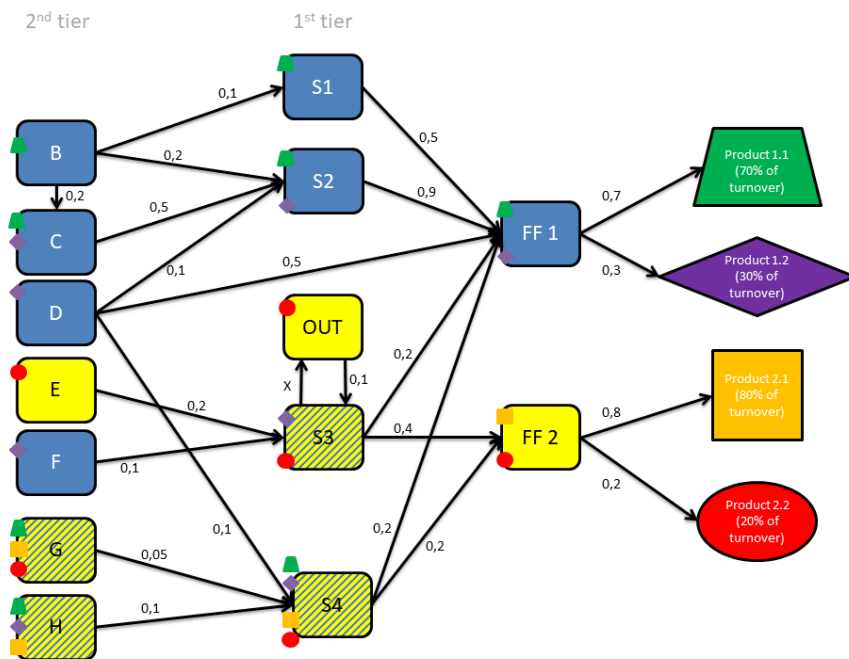 2nd tier
1st tier
S1
0,1
B
0,2
S2
0,5
0,9
0,2
C
0,5
0,1
D
0,5
FF 1
0,7
0,3
Product 1.1
(70% of
turnover)
Product 1.2
(30% of
turnover)
OUT
X
0,1
0,2
E
0,2
F
0,1
S3
0,4
FF 2
0,8
0,2
Product 2.1
(80% of
turnover)
Product 2.2
(20% of
turnover)
G
0,05
0,1
H
0,1
S4
0,2
0,2